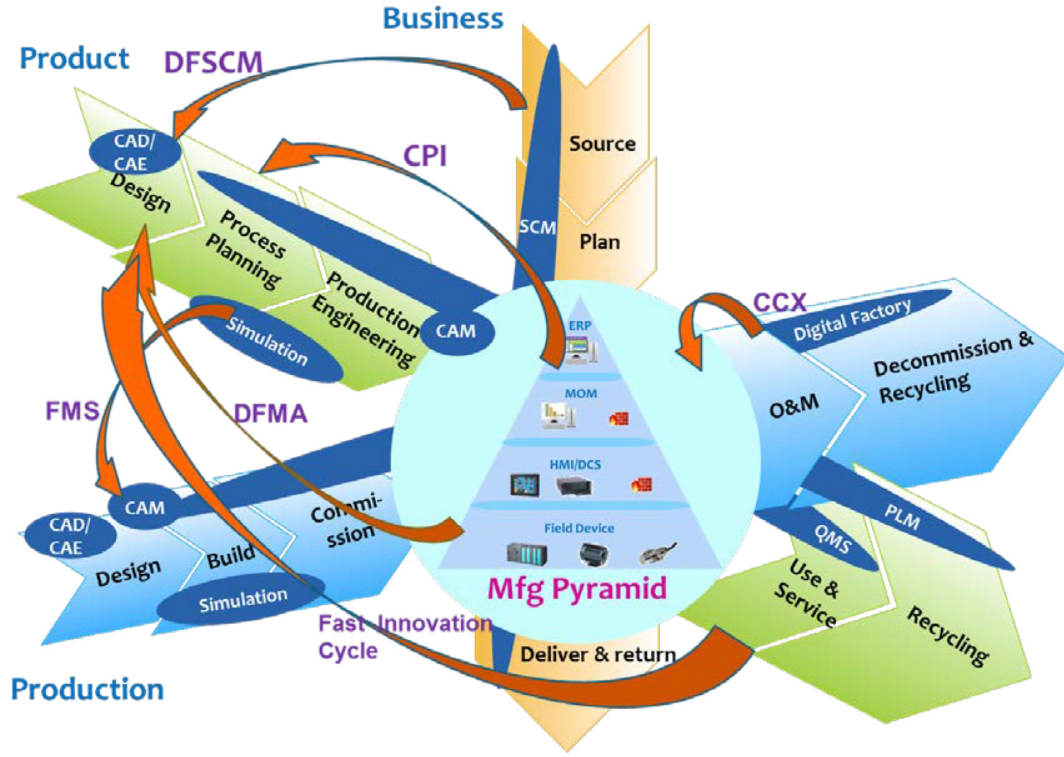 Business
Product
DFSCM
CAD/
CAE
Design
Process
Planning
Production
Engineering
CAM
Simulation
CPI
Source
SCM
Plan
CCX
Digital Factory
O&M
Decommission &
Recycling
FMS
DFMA
ERP
MOM
HMI/DCS
Field Device
Mfg Pyramid
CAD/
CAE
CAM
Design
Build
Commi-
ssion
Simulation
PLM
QMS
Use &
Service
Recycling
Fast Innovation
Cycle
Deliver & return
Production